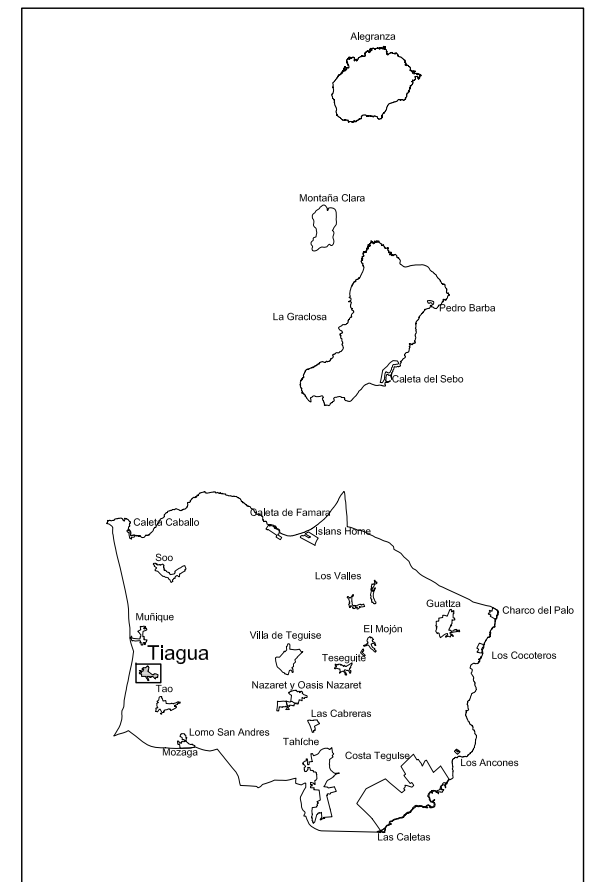 Alegranza
Montaña Clara
La Graciosa
Pedro Barba
Caleta del Sebo
Caleta de Famara
Caleta Caballo
Islans Home
Soo
Los Valles
Guatiza
Charco del Palo
Muñique
El Mojón
Villa de Teguise
Tiagua
Los Cocoteros
Teseguite
Nazaret y Oasis Nazaret
Tao
Las Cabreras
Lomo San Andres
Tahíche
Mozaga
Costa Teguise
Los Ancones
Las Caletas